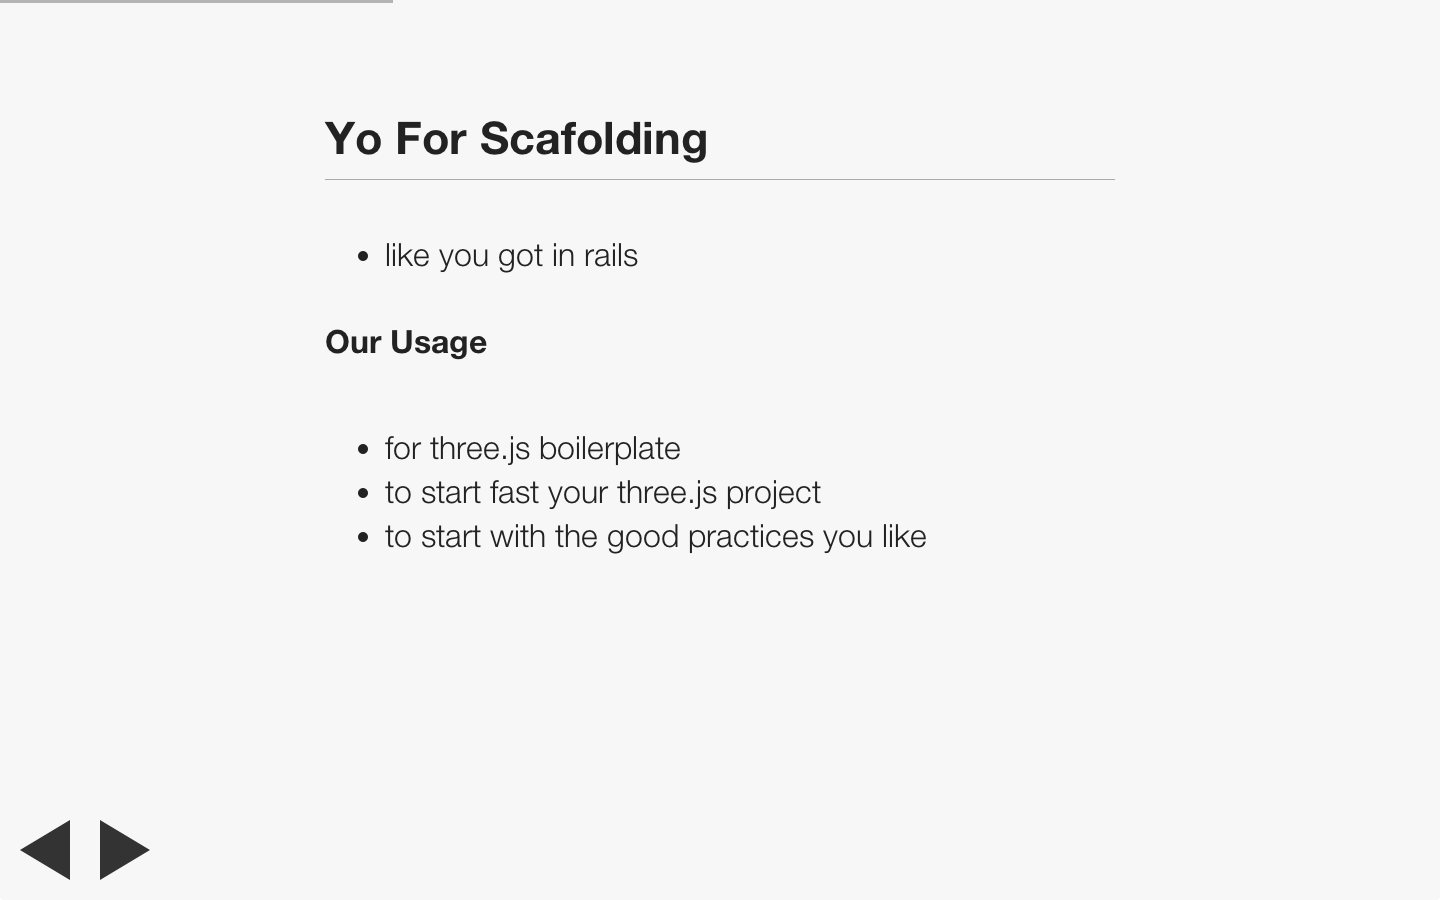 Yo For Scafolding
like you got in rails
Our Usage
for three.js boilerplate
to start fast your three.js project
to start with the good practices you like